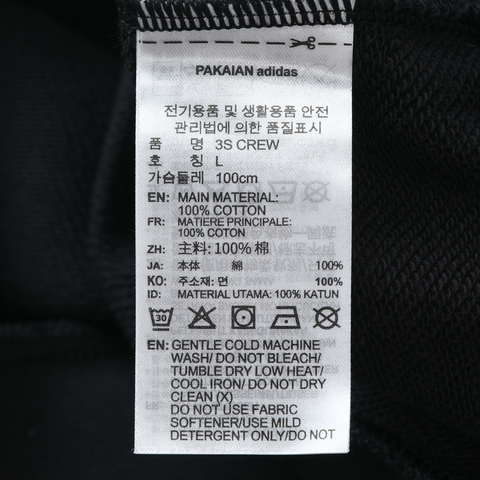 PAKAIAN adidas
전기용품 및 생활용품 안전
관리법에 의한 품질표시
품 명 3S CREW
호 칭 L
가슴둘레 100cm
EN: MAIN MATERIAL:
100% COTTON
FR: MATIERE PRINCIPALE:
100% COTON
ZH: 主料: 100% 棉
JA: 本体 綿 100%
KO: 주소재: 면 100%
ID: MATERIAL UTAMA: 100% KATUN
30
EN: GENTLE COLD MACHINE
WASH/ DO NOT BLEACH/
TUMBLE DRY LOW HEAT/
COOL IRON/ DO NOT DRY
CLEAN (X)
DO NOT USE FABRIC
SOFTENER/USE MILD
DETERGENT ONLY/DO NOT